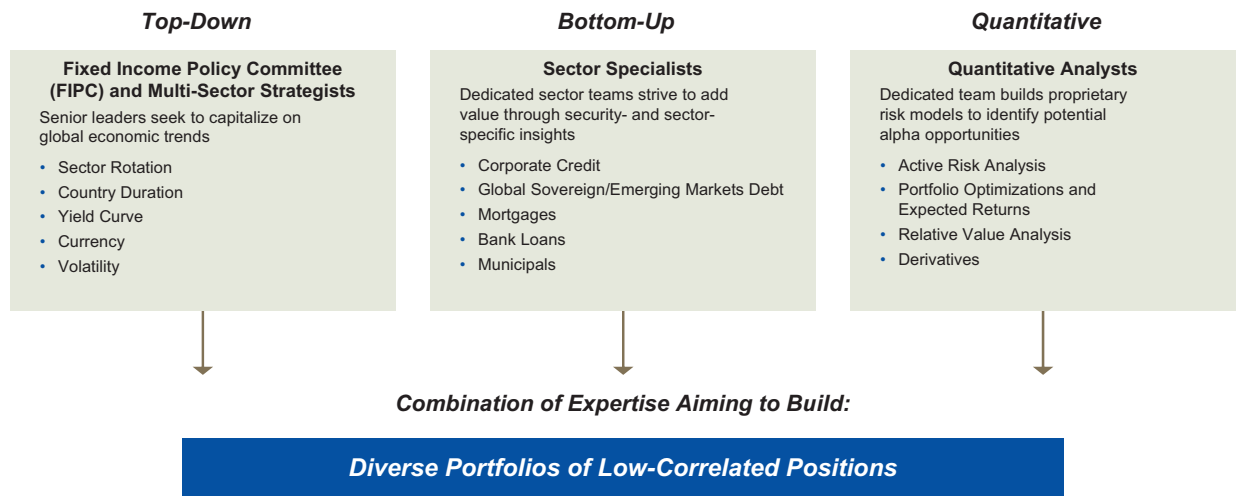 Top-Down
Fixed Income Policy Committee
(FIPC) and Multi-Sector Strategists
Senior leaders seek to capitalize on
global economic trends
• Sector Rotation
• Country Duration
• Yield Curve
• Currency
• Volatility
Bottom-Up
Sector Specialists
Dedicated sector teams strive to add
value through security- and sector-
specific insights
• Corporate Credit
• Global Sovereign/Emerging Markets Debt
• Mortgages
• Bank Loans
• Municipals
Quantitative
Quantitative Analysts
Dedicated team builds proprietary
risk models to identify potential
alpha opportunities
• Active Risk Analysis
• Portfolio Optimizations and
Expected Returns
• Relative Value Analysis
• Derivatives
Combination of Expertise Aiming to Build:
Diverse Portfolios of Low-Correlated Positions